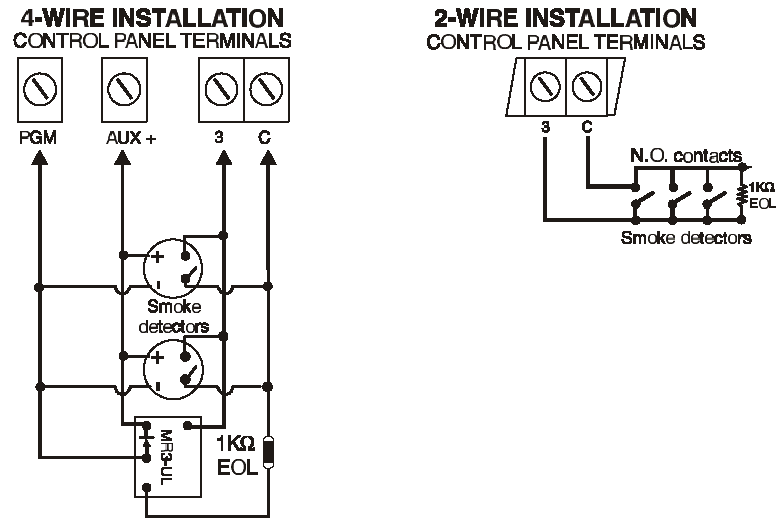 4-WIRE INSTALLATION
CONTROL PANEL TERMINALS
PGM
AUX +
3
C
+
-
Smoke
detectors
+
-
MR3-UL
1KΩ
EOL
2-WIRE INSTALLATION
CONTROL PANEL TERMINALS
3
C
N.O. contacts
1KΩ
EOL
Smoke detectors